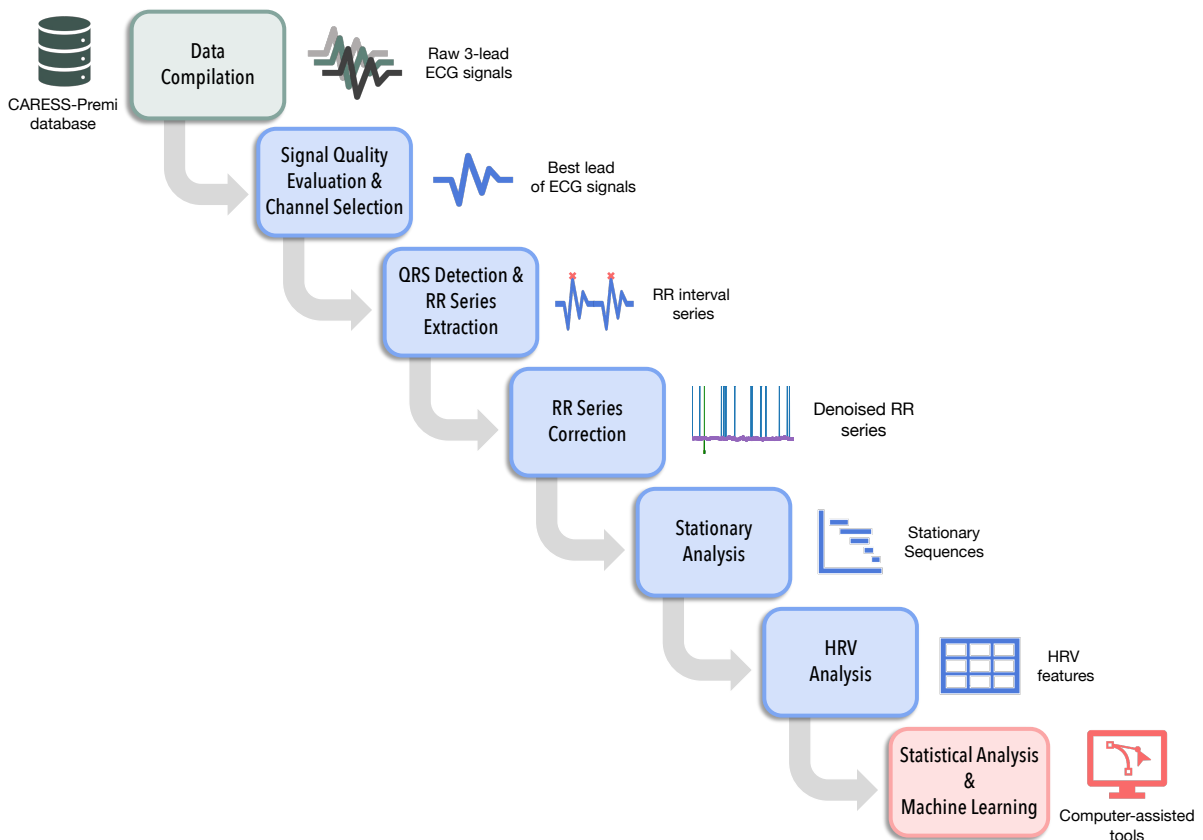 Data
Compilation
Raw 3-lead
ECG signals
CARESS-Premi
database
Signal Quality
Evaluation &
Channel Selection
Best lead
of ECG signals
QRS Detection &
RR Series
Extraction
RR interval
series
RR Series
Correction
Denoised RR
series
Stationary
Analysis
Stationary
Sequences
HRV
Analysis
HRV
features
Statistical Analysis
&
Machine Learning
Computer-assisted
tools